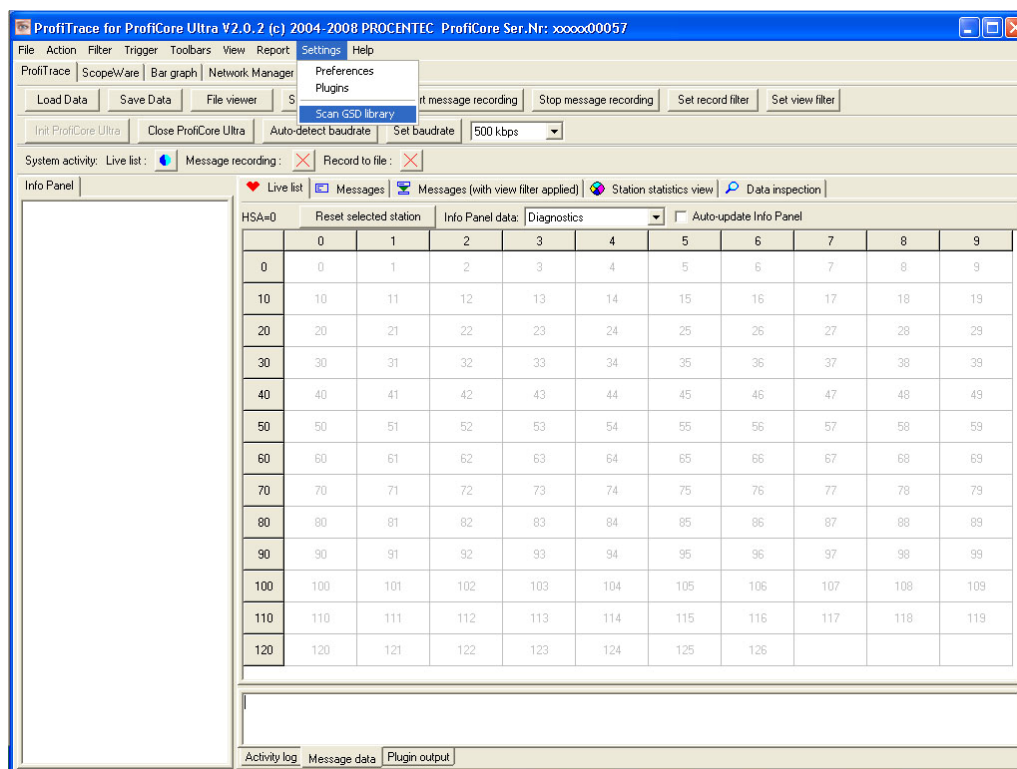 ProfiTrace for ProfiCore Ultra V2.0.2 (c) 2004-2008 PROCENTEC ProfiCore Ser.Nr: xxxxx00057
File Action Filter Trigger Toolbars View Report Settings Help
Preferences
Plugins
Scan GSD library
ProfiTrace ScopeWare Bar graph Network Manager
Load Data Save Data File viewer message recording Stop message recording Set record filter Set view filter
Init ProfiCore Ultra Close ProfiCore Ultra Auto-detect baudrate Set baudrate 500 kbps
System activity: Live list : Message recording : Record to file :
Info Panel Live list Messages Messages (with view filter applied) Station statistics view Data inspection
HSA=0 Reset selected station Info Panel data: Diagnostics Auto-update Info Panel
0 1 2 3 4 5 6 7 8 9
0 0 1 2 3 4 5 6 7 8 9
10 10 11 12 13 14 15 16 17 18 19
20 20 21 22 23 24 25 26 27 28 29
30 30 31 32 33 34 35 36 37 38 39
40 40 41 42 43 44 45 46 47 48 49
50 50 51 52 53 54 55 56 57 58 59
60 60 61 62 63 64 65 66 67 68 69
70 70 71 72 73 74 75 76 77 78 79
80 80 81 82 83 84 85 86 87 88 89
90 90 91 92 93 94 95 96 97 98 99
100 100 101 102 103 104 105 106 107 108 109
110 110 111 112 113 114 115 116 117 118 119
120 120 121 122 123 124 125 126
Activity log Message data Plugin output